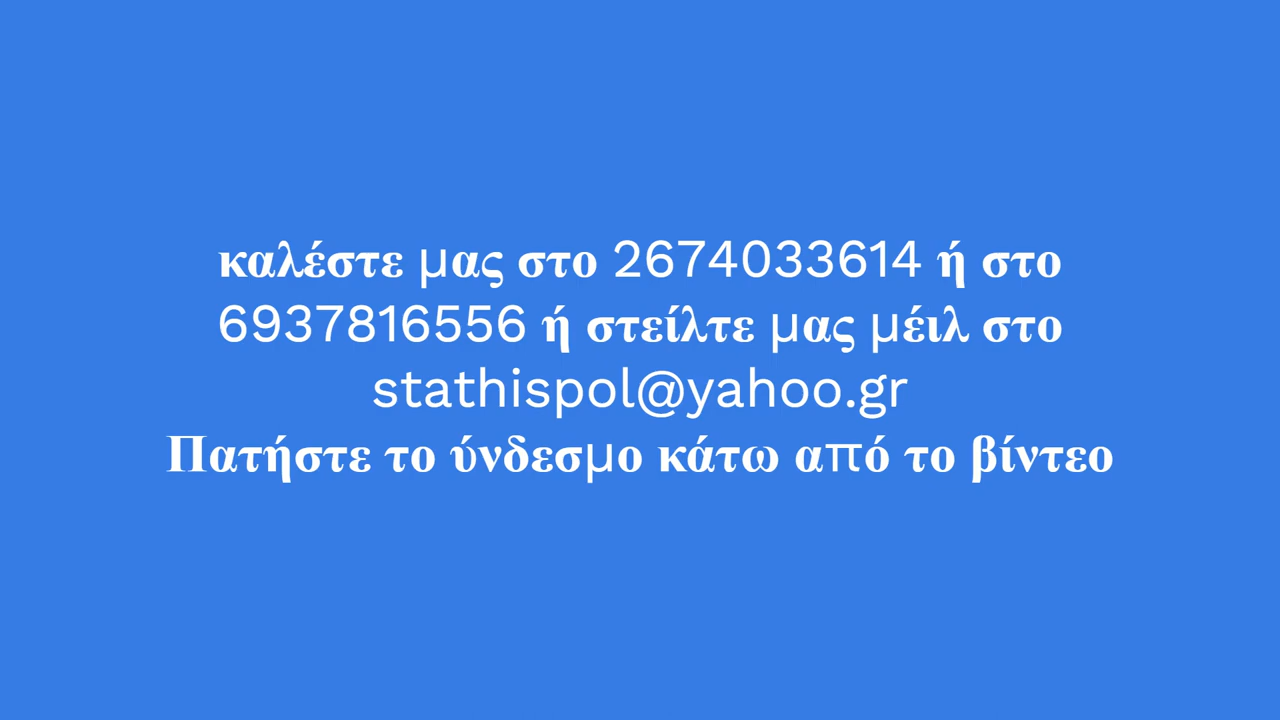 καλέστε μας στο 2674033614 ή στο
6937816556 ή στείλτε μας μέιλ στο
stathispol@yahoo.gr
Πατήστε το ύνδεσμο κάτω από το βίντεο